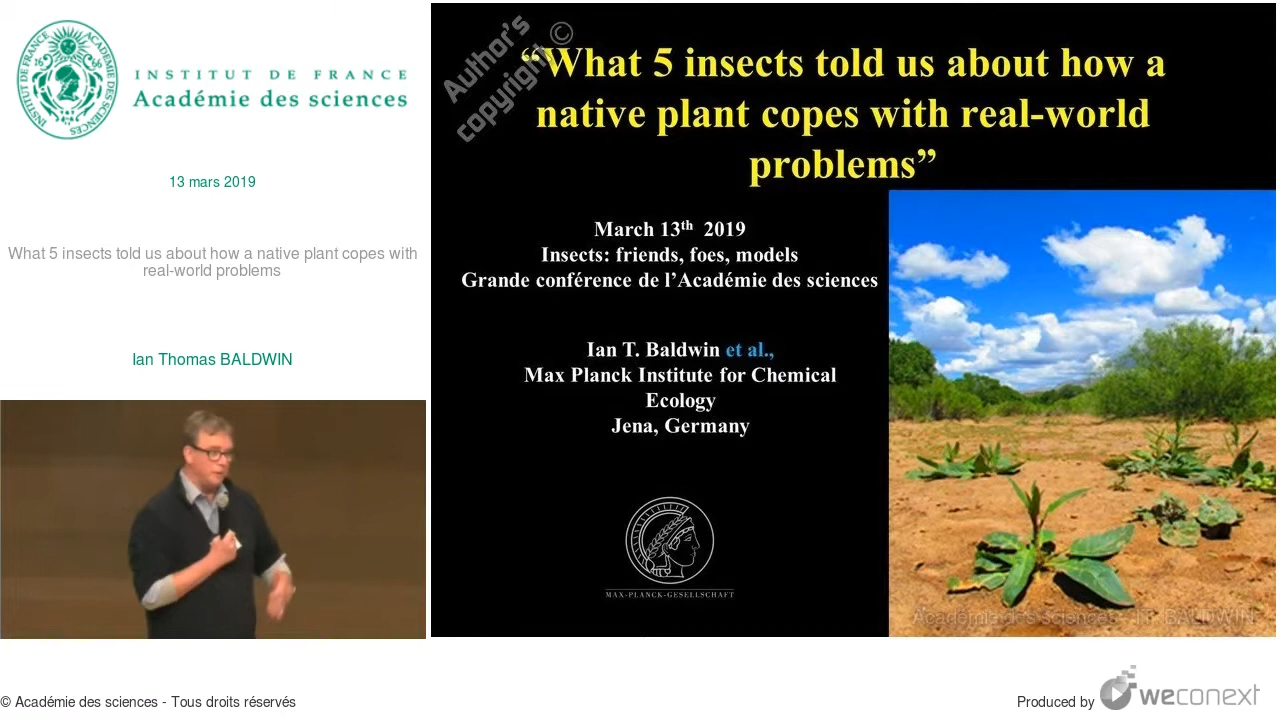 INSTITUT DE FRANCE
Académie des sciences
INSTITUT DE FRANCE
ACADÉMIE DES SCIENCES
1666
13 mars 2019
What 5 insects told us about how a native plant copes with
real-world problems
Ian Thomas BALDWIN
Author's
copyright ©
“What 5 insects told us about how a
native plant copes with real-world
problems”
March 13th 2019
Insects: friends, foes, models
Grande conférence de l’Académie des sciences
Ian T. Baldwin et al.,
Max Planck Institute for Chemical
Ecology
Jena, Germany
MAX-PLANCK-GESELLSCHAFT
© Académie des sciences - Tous droits réservés
Produced by weconext